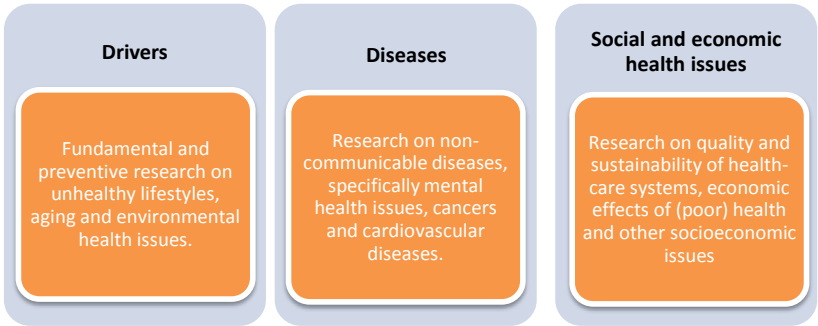 Drivers
Fundamental and
preventive research on
unhealthy lifestyles,
aging and environmental
health issues.
Diseases
Research on non-
communicable diseases,
specifically mental
health issues, cancers
and cardiovascular
diseases.
Social and economic
health issues
Research on quality and
sustainability of health-
care systems, economic
effects of (poor) health
and other socioeconomic
issues